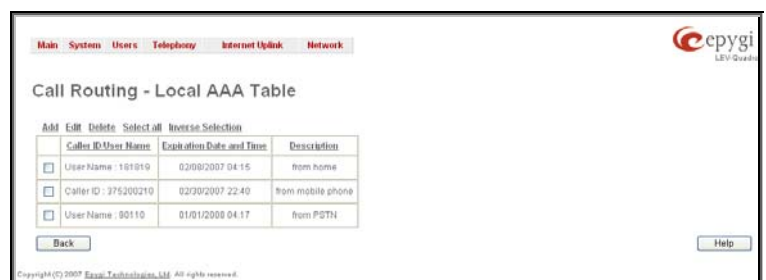 Main System Users Telephony Internet Uplink Network
epygi
LEV-Quadro
Call Routing - Local AAA Table
Add Edit Delete Select all Inverse Selection
Caller ID/User Name Expiration Date and Time Description
User Name : 181819 02/08/2007 04:15 from home
Caller ID : 375200210 02/30/2007 22:40 from mobile phone
User Name : 90110 01/01/2008 04:17 from PSTN
Back Help
Copyright (C) 2007 Epygi Technologies, Ltd. All rights reserved.